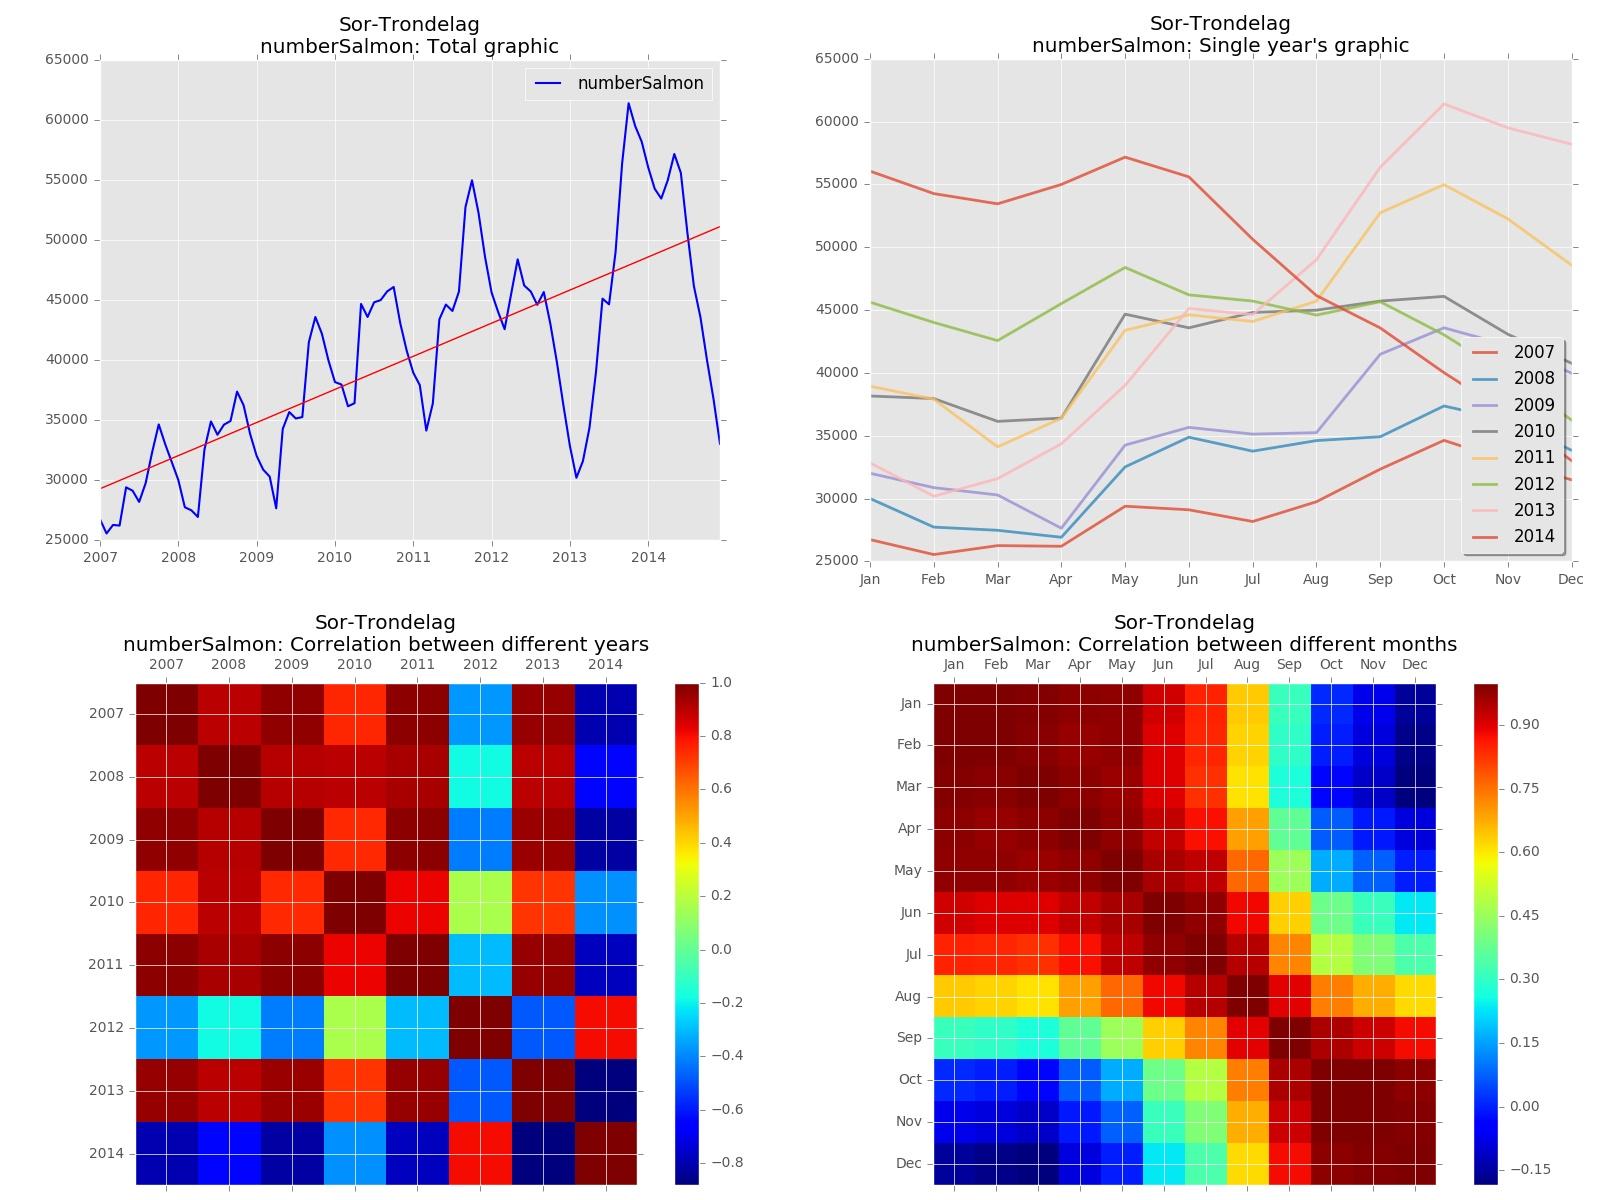 Sor-Trondelag
numberSalmon: Total graphic
65000
60000
55000
50000
45000
40000
35000
30000
25000
2007 2008 2009 2010 2011 2012 2013 2014
numberSalmon
Sor-Trondelag
numberSalmon: Single year's graphic
65000
60000
55000
50000
45000
40000
35000
30000
25000
Jan Feb Mar Apr May Jun Jul Aug Sep Oct Nov Dec
2007
2008
2009
2010
2011
2012
2013
2014
Sor-Trondelag
numberSalmon: Correlation between different years
2007 2008 2009 2010 2011 2012 2013 2014
2007
2008
2009
2010
2011
2012
2013
2014
1.0
0.8
0.6
0.4
0.2
0.0
−0.2
−0.4
−0.6
−0.8
Sor-Trondelag
numberSalmon: Correlation between different months
Jan Feb Mar Apr May Jun Jul Aug Sep Oct Nov Dec
Jan
Feb
Mar
Apr
May
Jun
Jul
Aug
Sep
Oct
Nov
Dec
0.90
0.75
0.60
0.45
0.30
0.15
0.00
−0.15